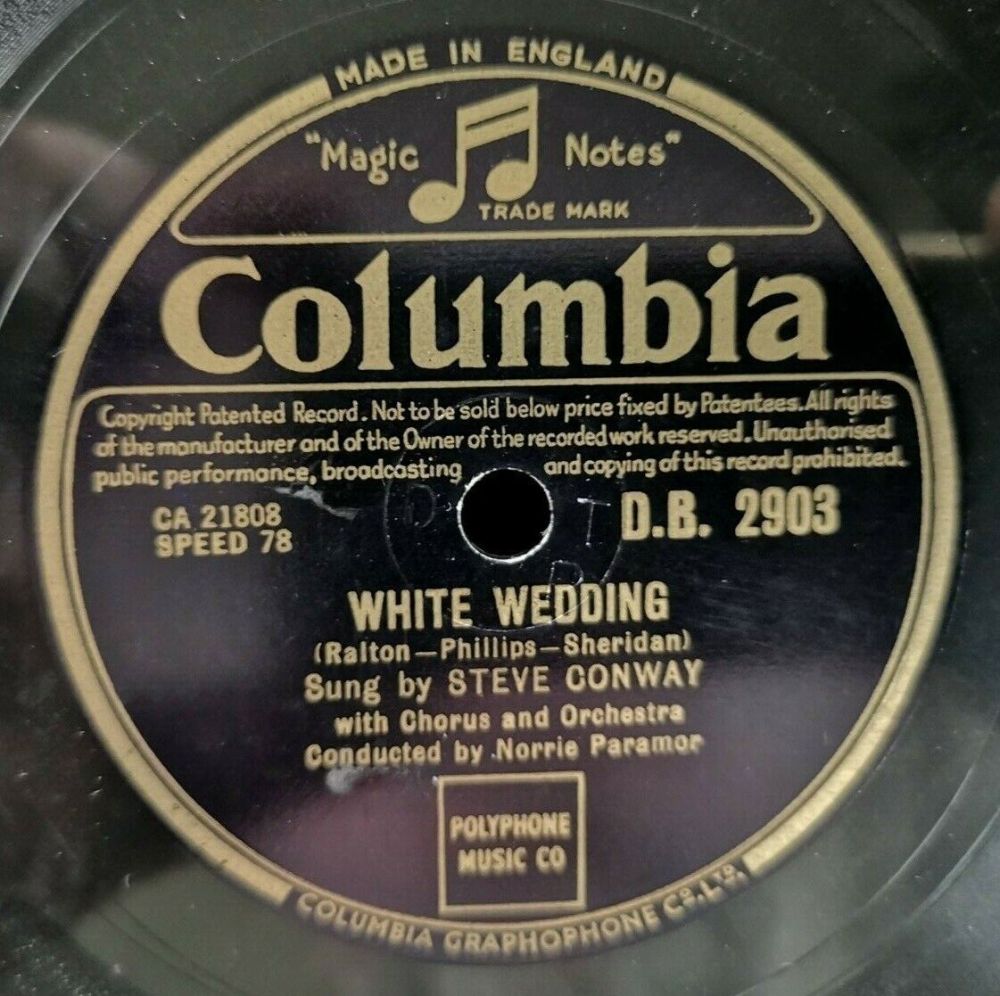 MADE IN ENGLAND
"Magic Notes"
TRADE MARK
Columbia
Copyright Patented Record. Not to be sold below price fixed by Patentees. All rights
of the manufacturer and of the Owner of the recorded work reserved. Unauthorised
public performance, broadcasting and copying of this record prohibited.
CA 21808
SPEED 78
D.B. 2903
WHITE WEDDING
(Ralton—Phillips—Sheridan)
Sung by STEVE CONWAY
with Chorus and Orchestra
Conducted by Norrie Paramor
POLYPHONE
MUSIC CO
COLUMBIA GRAPHOPHONE CO. LTD.